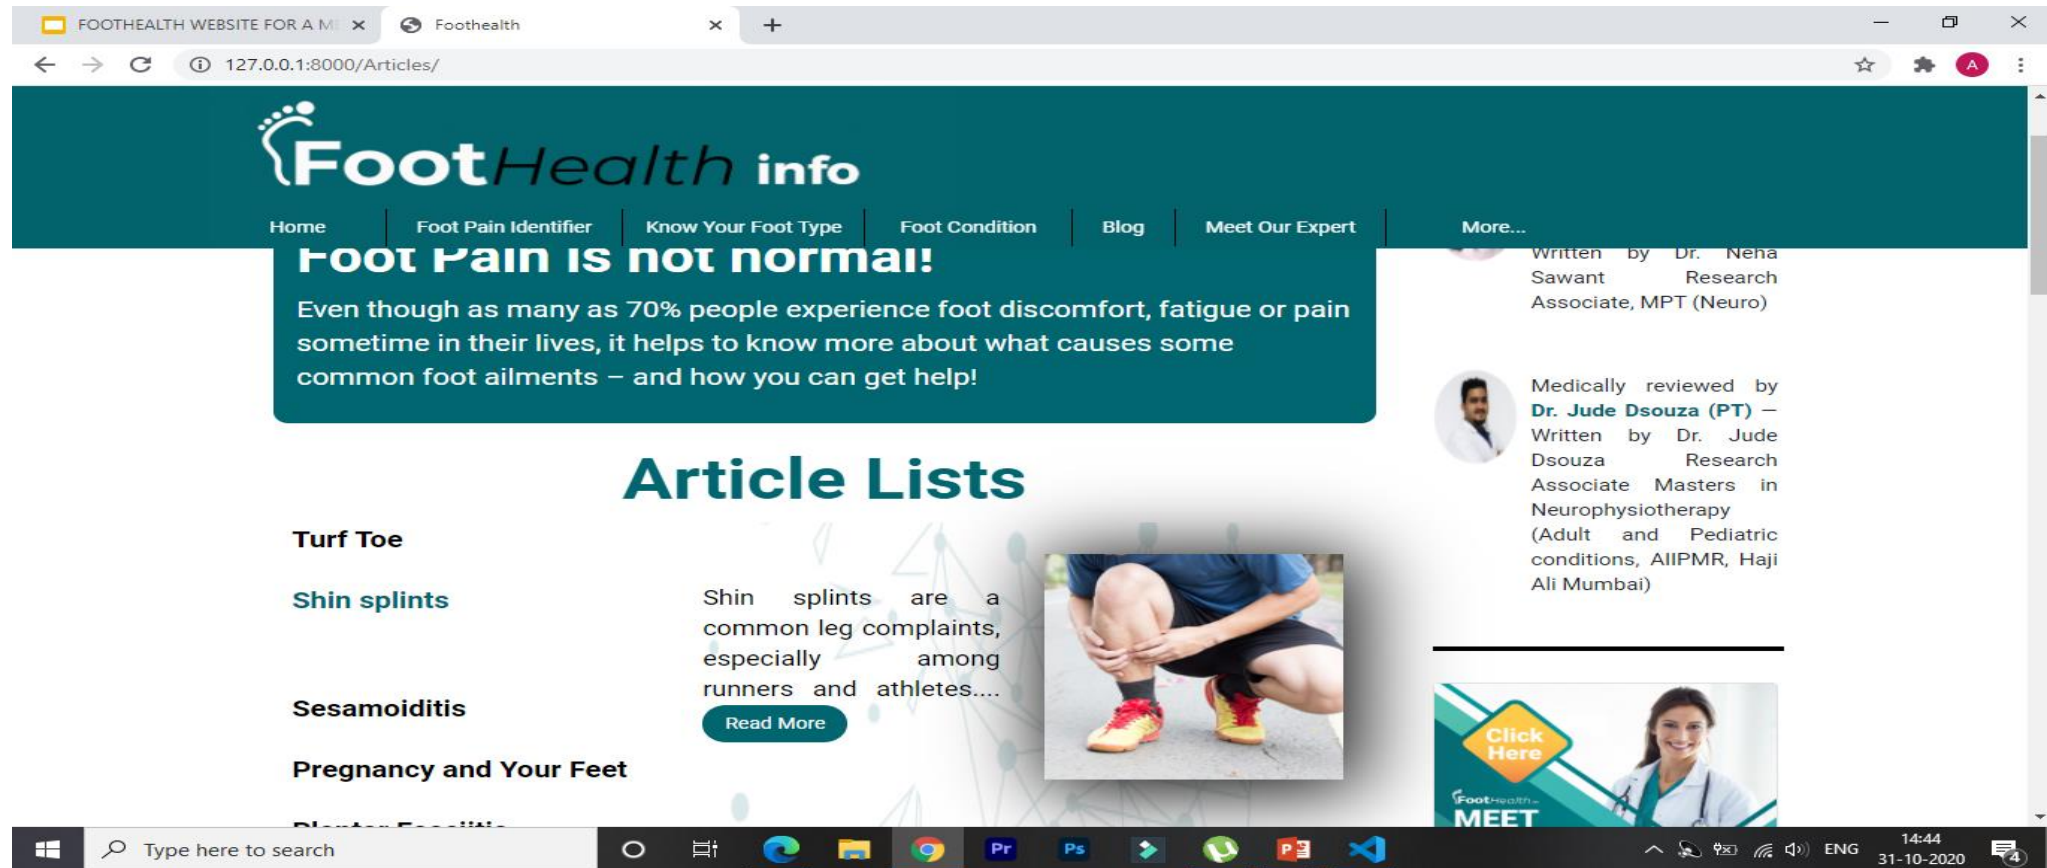 FOOTHEALTH WEBSITE FOR A M
Foothealth
127.0.0.1:8000/Articles/
A
FootHealth info
Home
Foot Pain Identifier
Know Your Foot Type
Foot Condition
Blog
Meet Our Expert
More...
Foot Pain is not normal!
Even though as many as 70% people experience foot discomfort, fatigue or pain
sometime in their lives, it helps to know more about what causes some
common foot ailments – and how you can get help!
Article Lists
Turf Toe
Shin splints
Sesamoiditis
Pregnancy and Your Feet
Shin splints are a
common leg complaints,
especially among
runners and athletes....
Read More
Written by Dr. Neha
Sawant Research
Associate, MPT (Neuro)
Medically reviewed by
Dr. Jude Dsouza (PT) —
Written by Dr. Jude
Dsouza Research
Associate Masters in
Neurophysiotherapy
(Adult and Pediatric
conditions, AIIPMR, Haji
Ali Mumbai)
Click
Here
FootHealth
MEET
Type here to search
Pr
Ps
ENG
14:44
31-10-2020
4